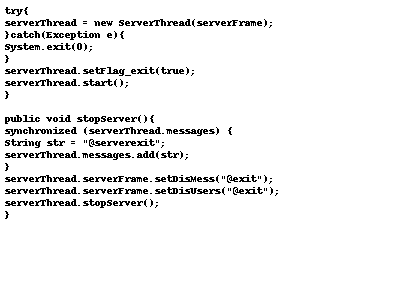 try{
serverThread = new ServerThread(serverFrame);
}catch(Exception e){
System.exit(0);
}
serverThread.setFlag_exit(true);
serverThread.start();
}
public void stopServer(){
synchronized (serverThread.messages) {
String str = "@serverexit";
serverThread.messages.add(str);
}
serverThread.serverFrame.setDisMess("@exit");
serverThread.serverFrame.setDisUsers("@exit");
serverThread.stopServer();
}